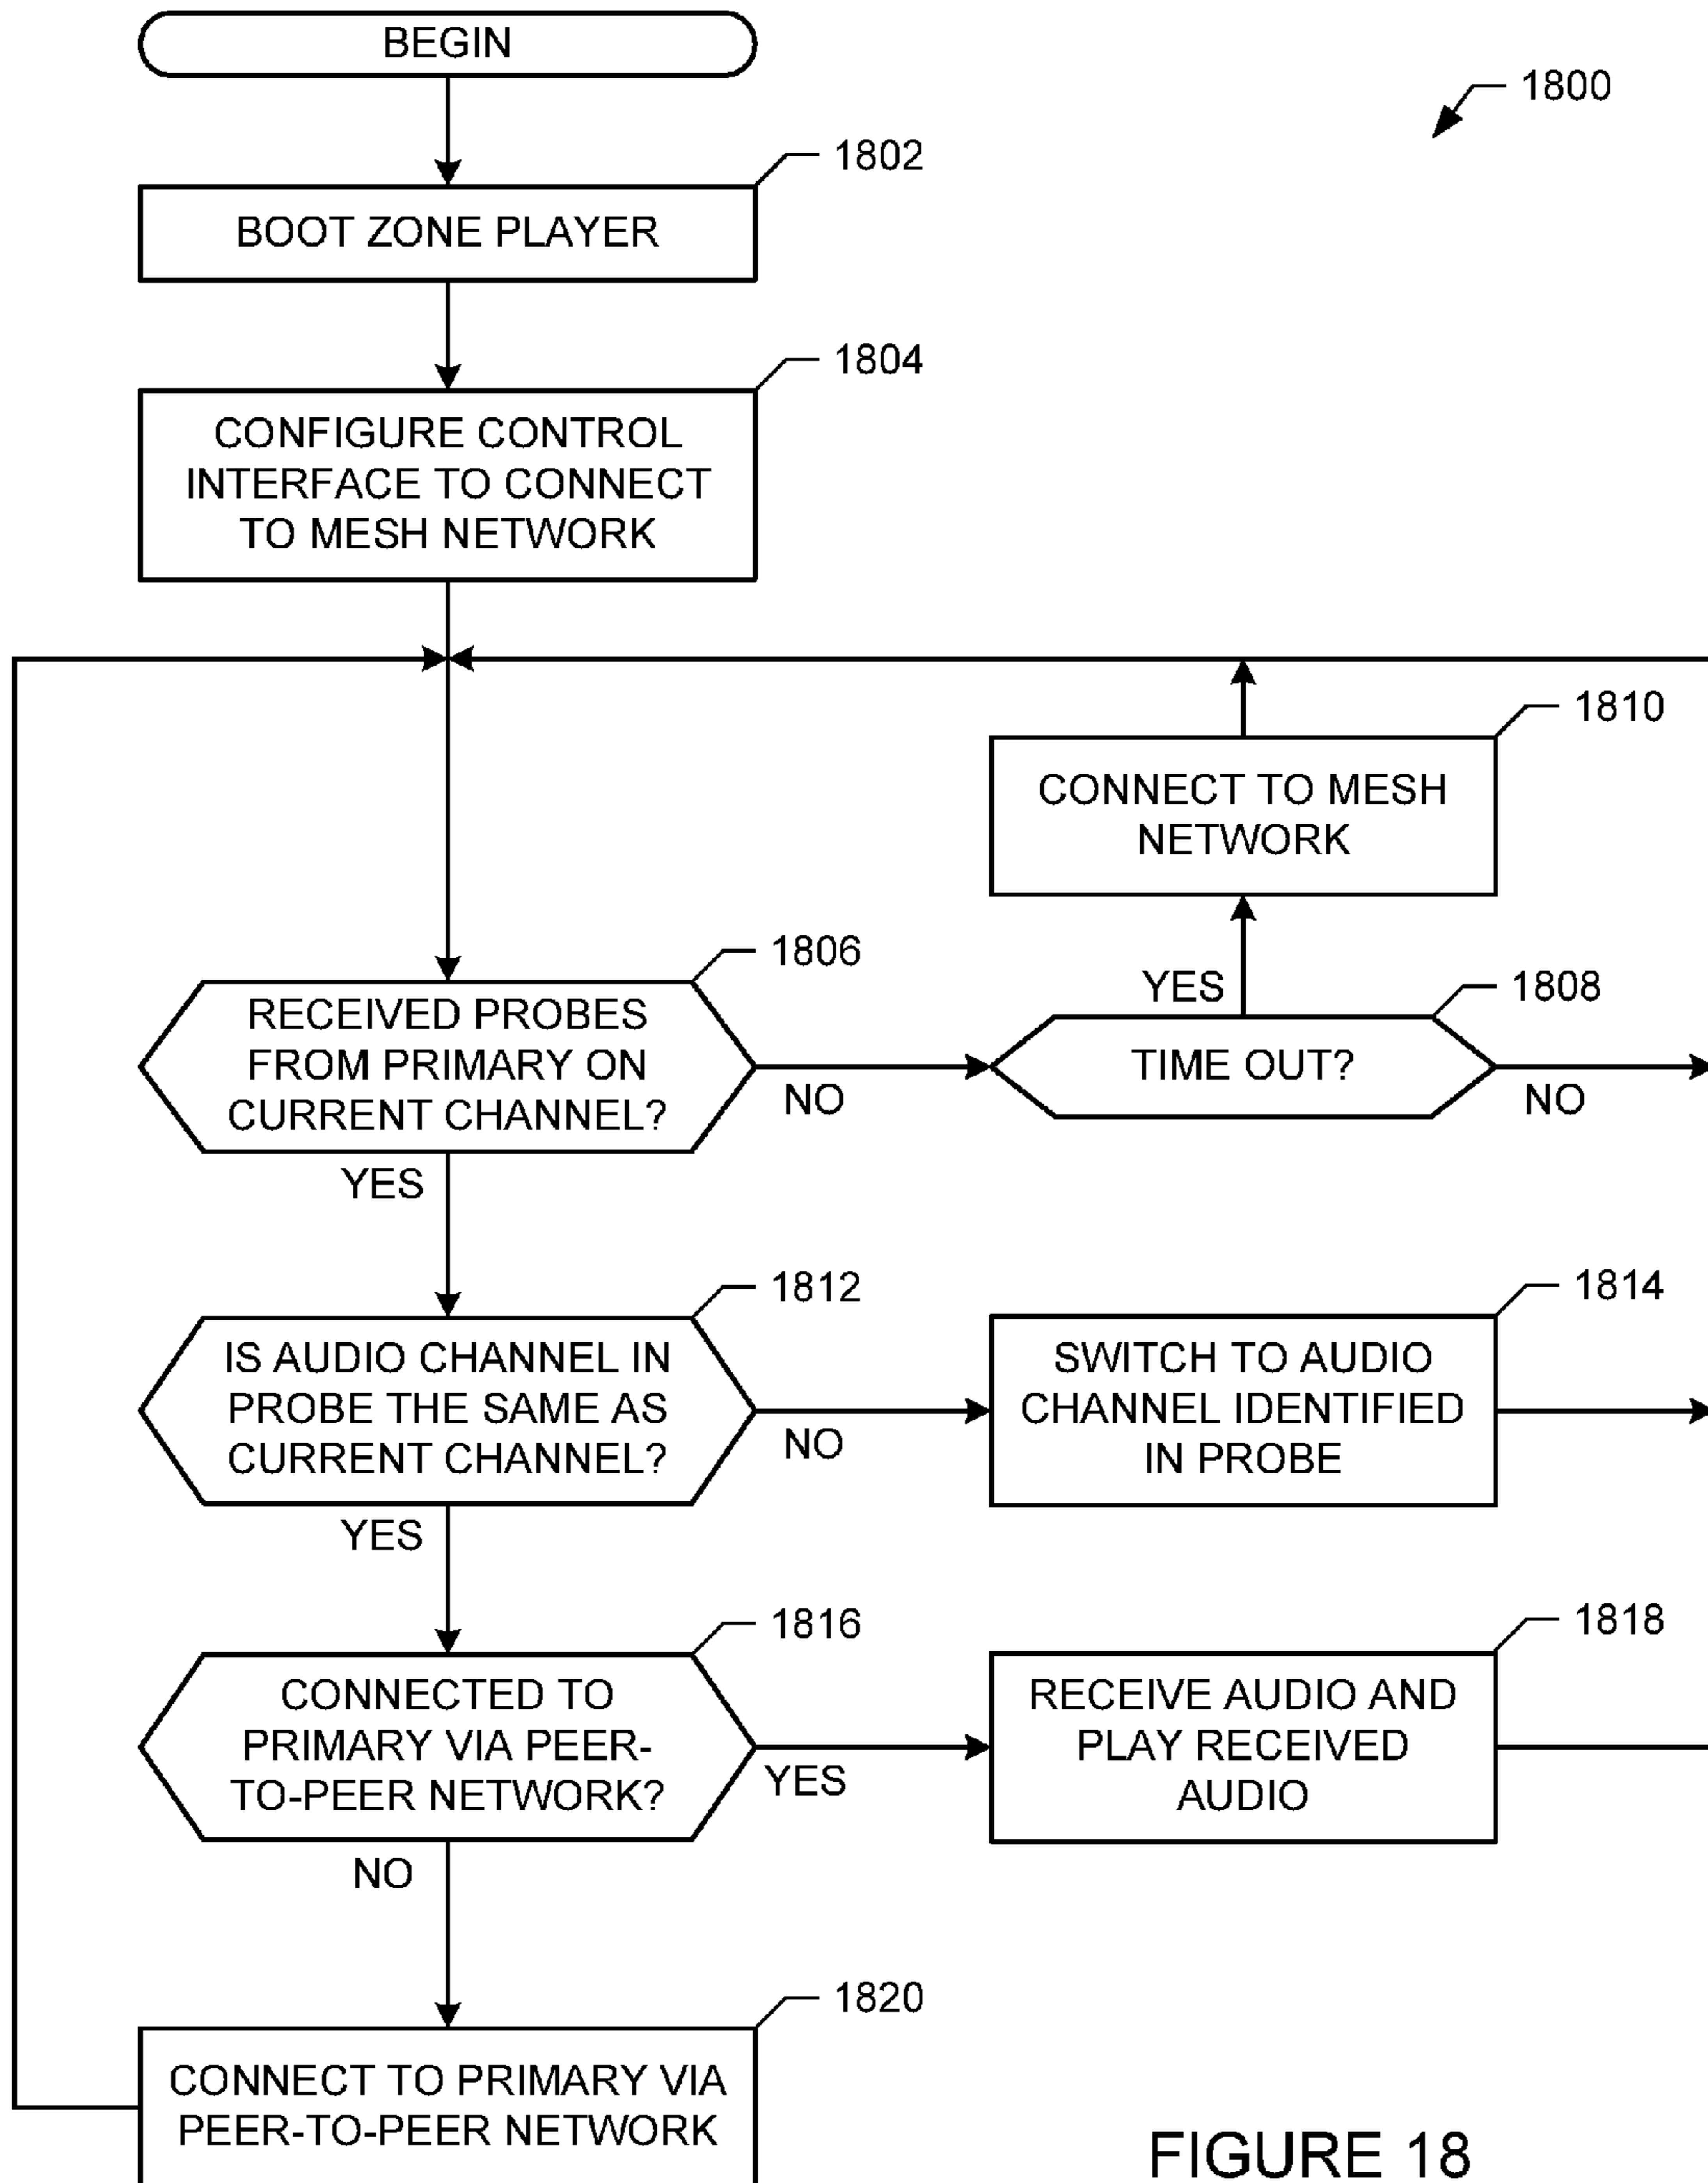 BEGIN
1800
1802
BOOT ZONE PLAYER
1804
CONFIGURE CONTROL
INTERFACE TO CONNECT
TO MESH NETWORK
1810
CONNECT TO MESH
NETWORK
1806
RECEIVED PROBES
FROM PRIMARY ON
CURRENT CHANNEL?
NO
YES
YES
1808
TIME OUT?
NO
1812
IS AUDIO CHANNEL IN
PROBE THE SAME AS
CURRENT CHANNEL?
NO
YES
1814
SWITCH TO AUDIO
CHANNEL IDENTIFIED
IN PROBE
1816
CONNECTED TO
PRIMARY VIA PEER-
TO-PEER NETWORK?
YES
NO
1818
RECEIVE AUDIO AND
PLAY RECEIVED
AUDIO
1820
CONNECT TO PRIMARY VIA
PEER-TO-PEER NETWORK
FIGURE 18